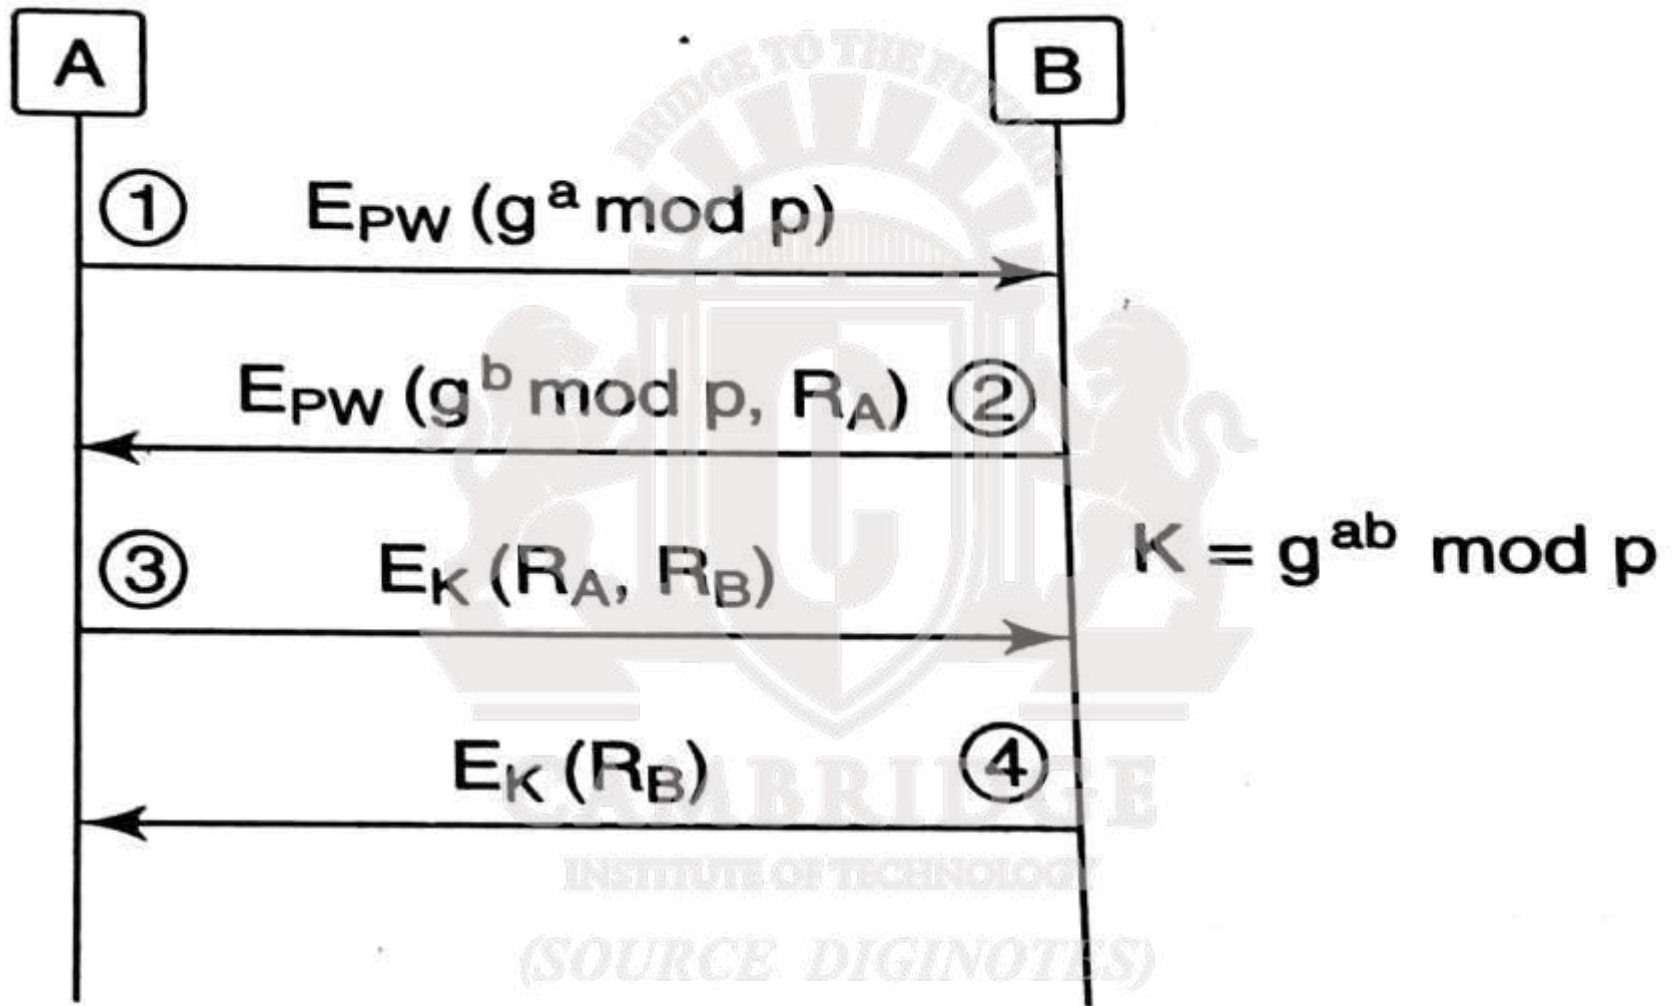 A
B
① E_PW (g^a mod p)
E_PW (g^b mod p, R_A) ②
③ E_K (R_A, R_B)
K = g^ab mod p
E_K (R_B) ④
BRIDGE TO THE FUTURE
CAMBRIDGE
INSTITUTE OF TECHNOLOGY
(SOURCE DIGINOTES)